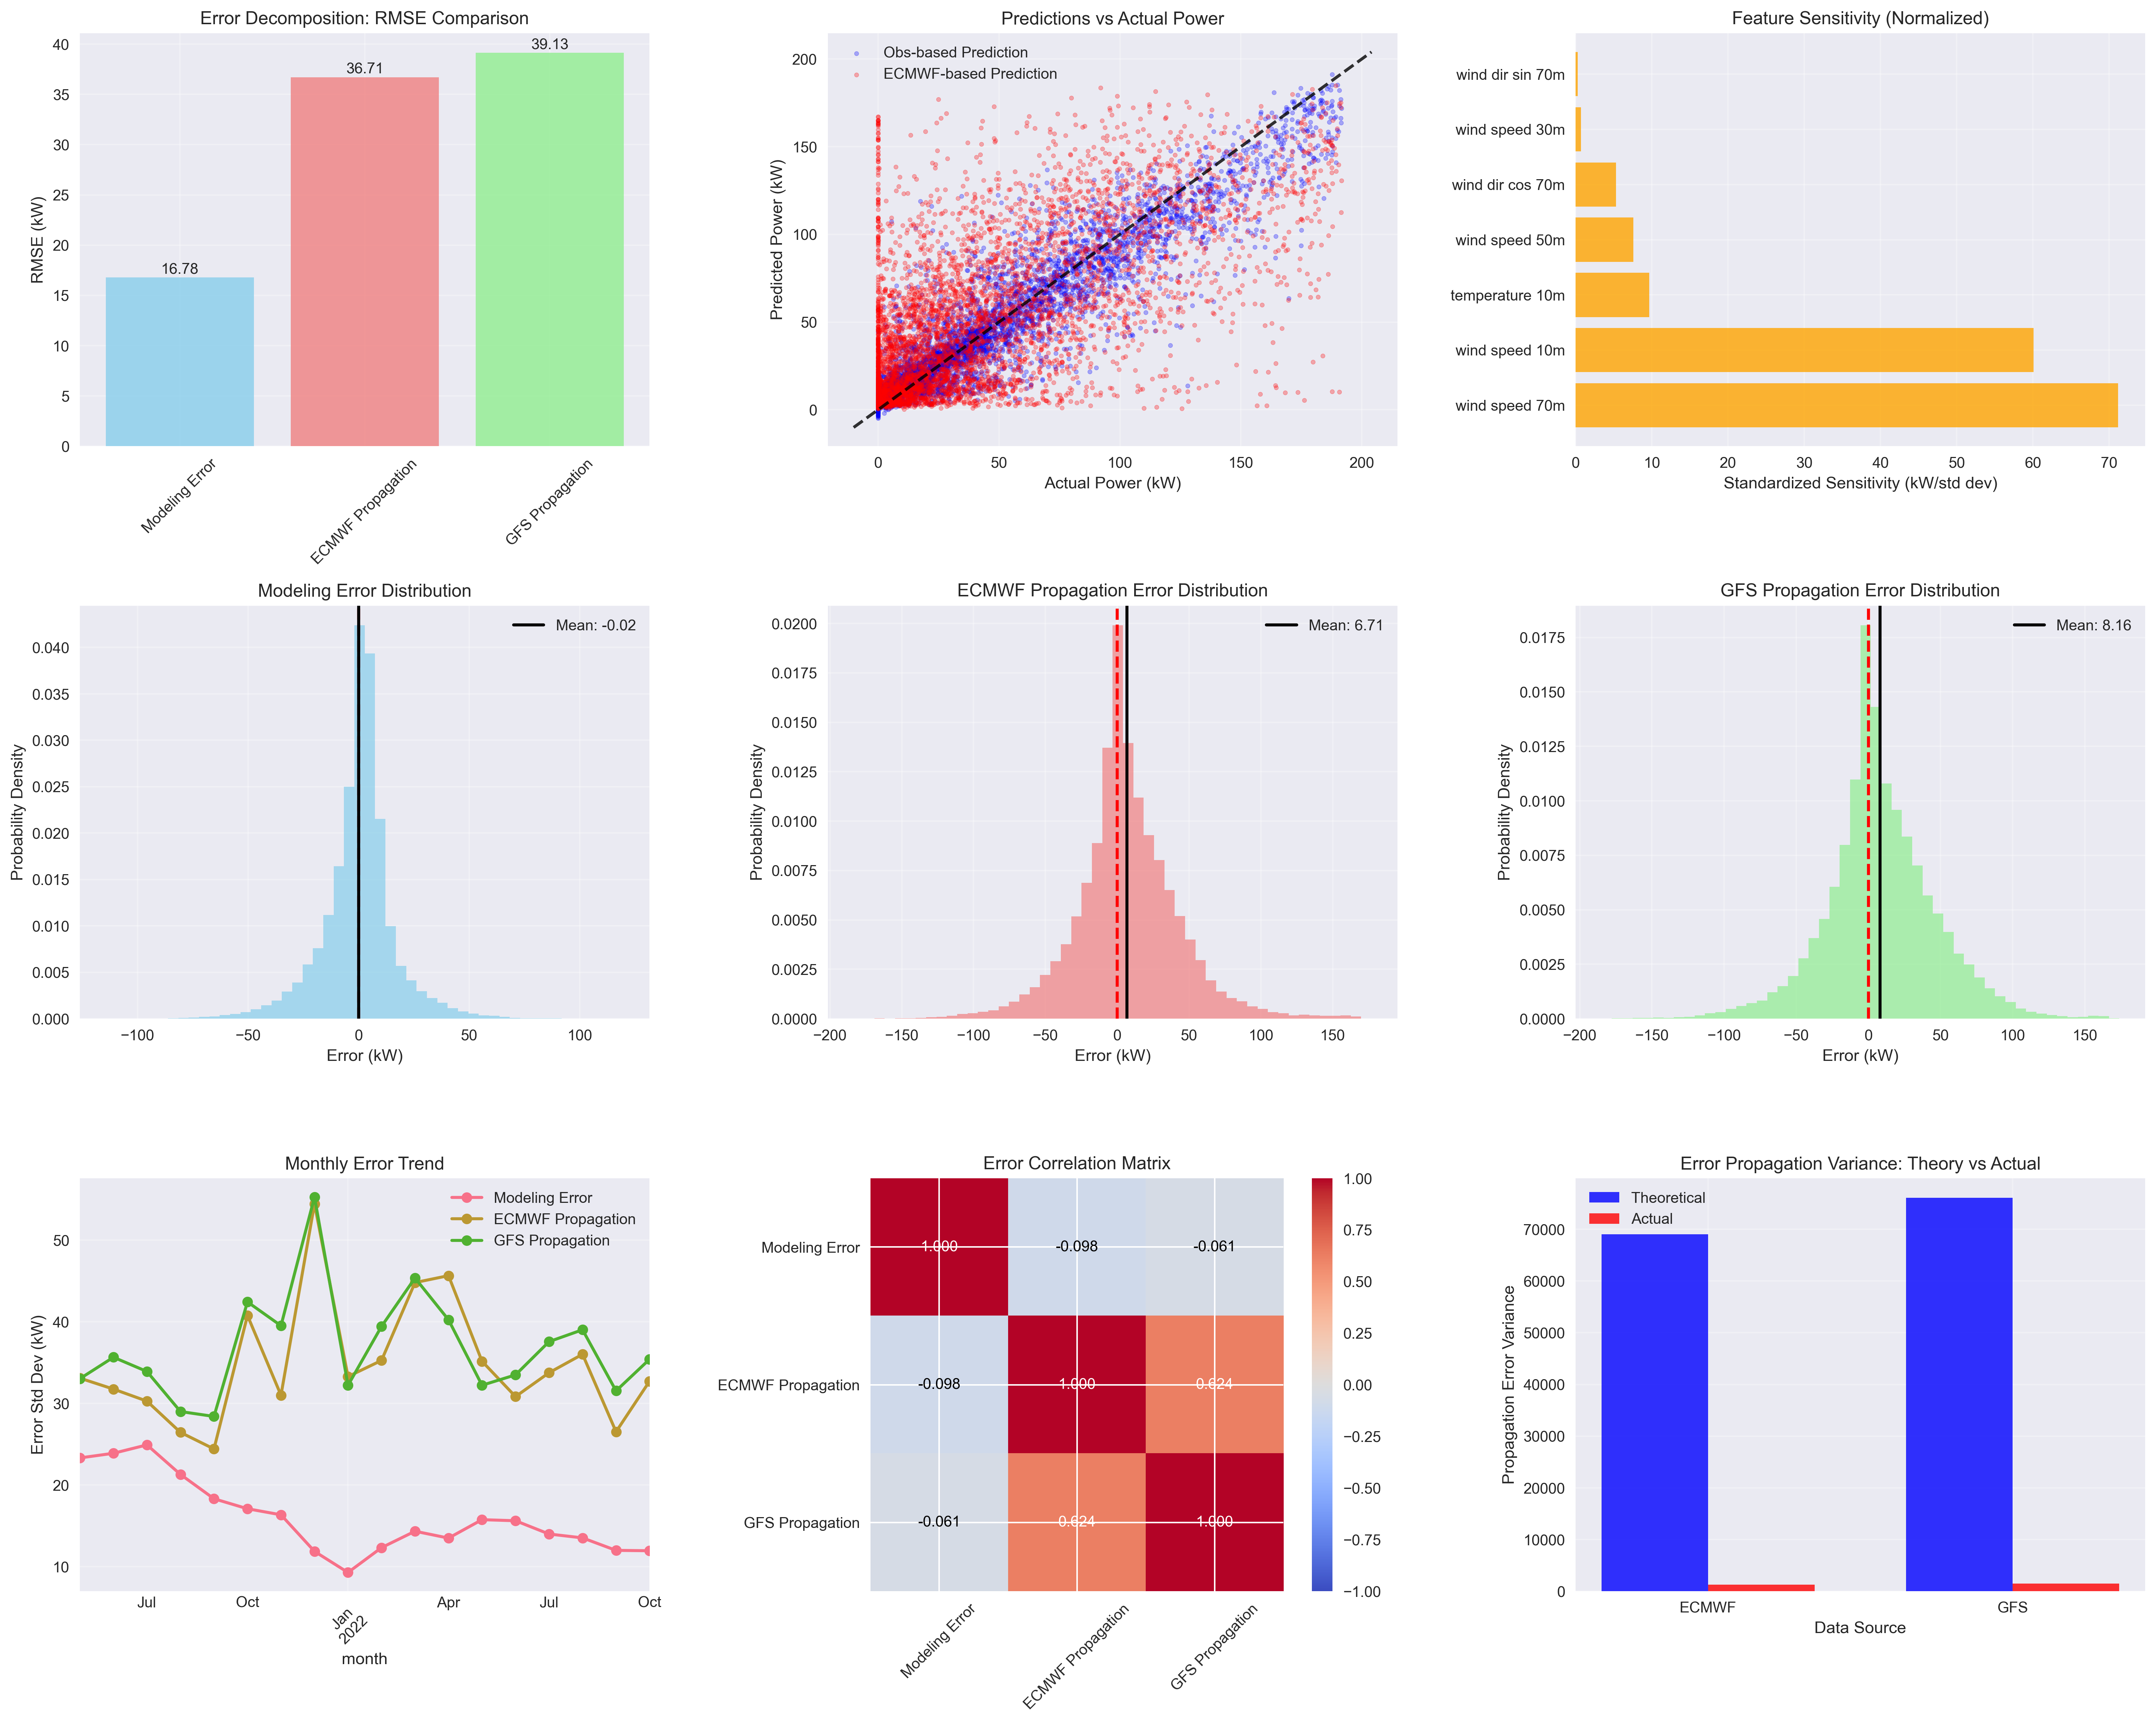 Error Decomposition: RMSE Comparison
40
35
30
25
20
15
10
5
0
RMSE (kW)
16.78
36.71
39.13
Modeling Error
ECMWF Propagation
GFS Propagation
Predictions vs Actual Power
Obs-based Prediction
ECMWF-based Prediction
200
150
100
50
0
Predicted Power (kW)
0 50 100 150 200
Actual Power (kW)
Feature Sensitivity (Normalized)
wind dir sin 70m
wind speed 30m
wind dir cos 70m
wind speed 50m
temperature 10m
wind speed 10m
wind speed 70m
0 10 20 30 40 50 60 70
Standardized Sensitivity (kW/std dev)
Modeling Error Distribution
Mean: -0.02
0.040
0.035
0.030
0.025
0.020
0.015
0.010
0.005
0.000
Probability Density
−100 −50 0 50 100
Error (kW)
ECMWF Propagation Error Distribution
Mean: 6.71
0.0200
0.0175
0.0150
0.0125
0.0100
0.0075
0.0050
0.0025
0.0000
Probability Density
−200 −150 −100 −50 0 50 100 150
Error (kW)
GFS Propagation Error Distribution
Mean: 8.16
0.0175
0.0150
0.0125
0.0100
0.0075
0.0050
0.0025
0.0000
Probability Density
−200 −150 −100 −50 0 50 100 150
Error (kW)
Monthly Error Trend
Modeling Error
ECMWF Propagation
GFS Propagation
50
40
30
20
10
Error Std Dev (kW)
Jul Oct Jan Apr Jul Oct
2022
month
Error Correlation Matrix
Modeling Error
ECMWF Propagation
GFS Propagation
1.000 -0.098 -0.061
-0.098 1.000 0.624
-0.061 0.624 1.000
Modeling Error
ECMWF Propagation
GFS Propagation
1.00
0.75
0.50
0.25
0.00
−0.25
−0.50
−0.75
−1.00
Error Propagation Variance: Theory vs Actual
Theoretical
Actual
70000
60000
50000
40000
30000
20000
10000
0
Propagation Error Variance
ECMWF GFS
Data Source